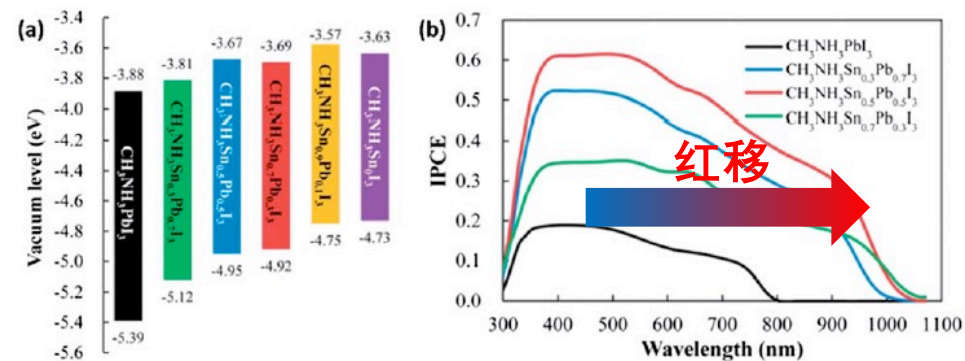 (a)
Vacuum level (eV)
-3.4
-3.6
-3.8
-4.0
-4.2
-4.4
-4.6
-4.8
-5.0
-5.2
-5.4
-5.6
-3.88
CH₃NH₃PbI₃
-5.39
-3.81
CH₃NH₃Sn₀.₃Pb₀.₇I₃
-5.12
-3.67
CH₃NH₃Sn₀.₅Pb₀.₅I₃
-4.95
-3.69
CH₃NH₃Sn₀.₇Pb₀.₃I₃
-4.92
-3.57
CH₃NH₃Sn₀.₉Pb₀.₁I₃
-4.75
-3.63
CH₃NH₃SnI₃
-4.73
(b)
IPCE
0.7
0.6
0.5
0.4
0.3
0.2
0.1
0.0
CH₃NH₃PbI₃
CH₃NH₃Sn₀.₃Pb₀.₇I₃
CH₃NH₃Sn₀.₅Pb₀.₅I₃
CH₃NH₃Sn₀.₇Pb₀.₃I₃
红移
300 400 500 600 700 800 900 1000 1100
Wavelength (nm)